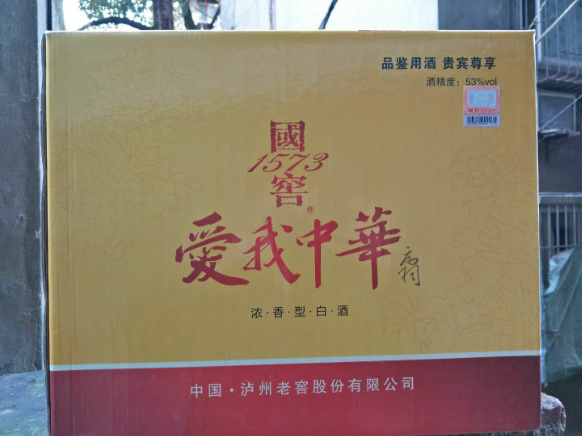 品鉴用酒 贵宾尊享
酒精度：53%vol
國
1573
窖
®
愛我中華
浓·香·型·白·酒
中国·泸州老窖股份有限公司